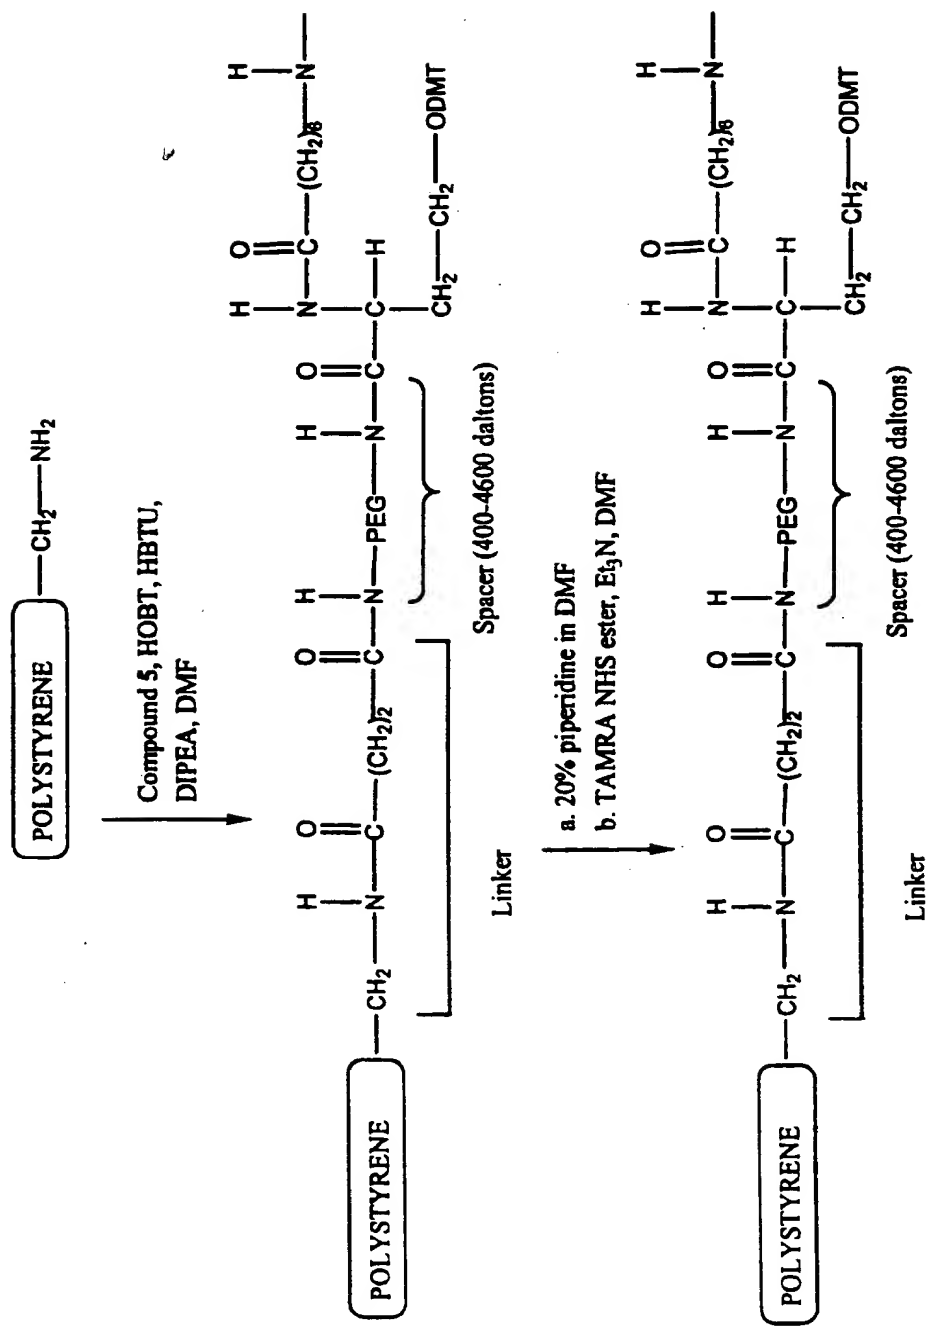 POLYSTYRENE —CH₂—NH₂
Compound 5, HOBT, HBTU,
DIPEA, DMF
H O H
H O O H H O N—C—(CH₂)₆—N—
POLYSTYRENE —CH₂—N—C—(CH₂)₂—C—N—PEG—N—C—C—H
CH₂—CH₂—ODMT
Linker
Spacer (400-4600 daltons)
a. 20% piperidine in DMF
b. TAMRA NHS ester, Et₃N, DMF
H O H
H O O H H O N—C—(CH₂)₆—N—
POLYSTYRENE —CH₂—N—C—(CH₂)₂—C—N—PEG—N—C—C—H
CH₂—CH₂—ODMT
Linker
Spacer (400-4600 daltons)